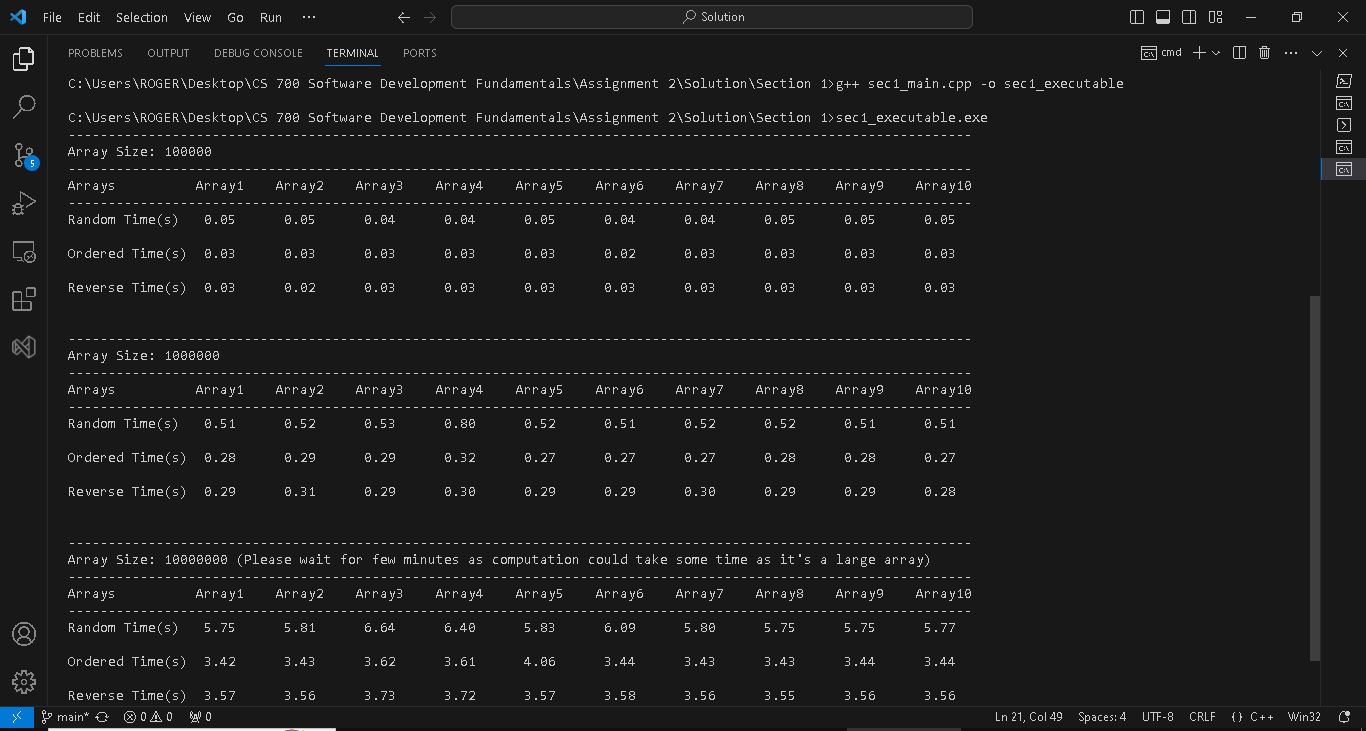 File Edit Selection View Go Run ··· Solution
PROBLEMS OUTPUT DEBUG CONSOLE TERMINAL PORTS cmd
C:\Users\ROGER\Desktop\CS 700 Software Development Fundamentals\Assignment 2\Solution\Section 1>g++ sec1_main.cpp -o sec1_executable
C:\Users\ROGER\Desktop\CS 700 Software Development Fundamentals\Assignment 2\Solution\Section 1>sec1_executable.exe
Array Size: 100000
Arrays Array1 Array2 Array3 Array4 Array5 Array6 Array7 Array8 Array9 Array10
Random Time(s) 0.05 0.05 0.04 0.04 0.05 0.04 0.04 0.05 0.05 0.05
Ordered Time(s) 0.03 0.03 0.03 0.03 0.03 0.02 0.03 0.03 0.03 0.03
Reverse Time(s) 0.03 0.02 0.03 0.03 0.03 0.03 0.03 0.03 0.03 0.03
Array Size: 1000000
Arrays Array1 Array2 Array3 Array4 Array5 Array6 Array7 Array8 Array9 Array10
Random Time(s) 0.51 0.52 0.53 0.80 0.52 0.51 0.52 0.52 0.51 0.51
Ordered Time(s) 0.28 0.29 0.29 0.32 0.27 0.27 0.27 0.28 0.28 0.27
Reverse Time(s) 0.29 0.31 0.29 0.30 0.29 0.29 0.30 0.29 0.29 0.28
Array Size: 10000000 (Please wait for few minutes as computation could take some time as it's a large array)
Arrays Array1 Array2 Array3 Array4 Array5 Array6 Array7 Array8 Array9 Array10
Random Time(s) 5.75 5.81 6.64 6.40 5.83 6.09 5.80 5.75 5.75 5.77
Ordered Time(s) 3.42 3.43 3.62 3.61 4.06 3.44 3.43 3.43 3.44 3.44
Reverse Time(s) 3.57 3.56 3.73 3.72 3.57 3.58 3.56 3.55 3.56 3.56
5
main* 0 0 0 Ln 21, Col 49 Spaces: 4 UTF-8 CRLF {} C++ Win32